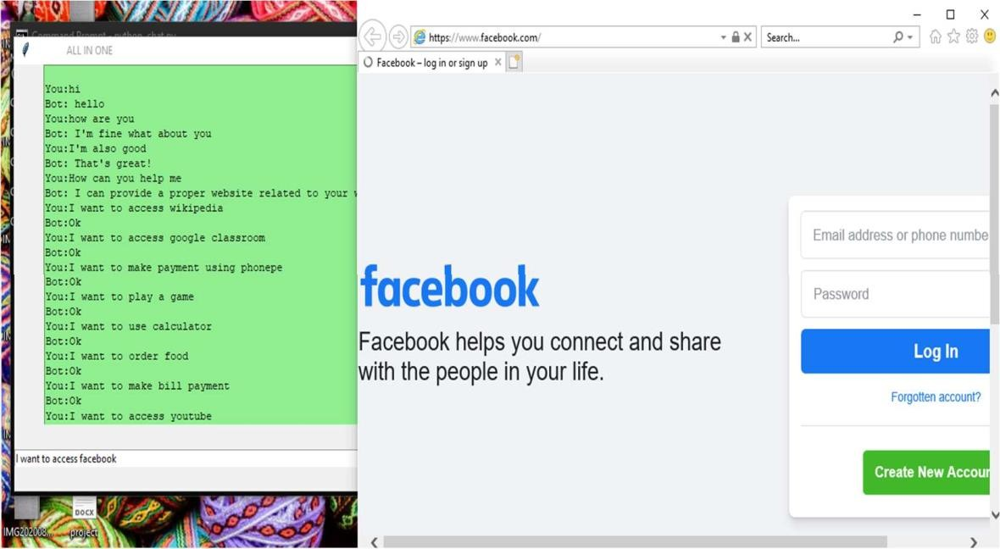 Command Prompt - python chat.py
ALL IN ONE
You:hi
Bot: hello
You:how are you
Bot: I'm fine what about you
You:I'm also good
Bot: That's great!
You:How can you help me
Bot: I can provide a proper website related to your
You:I want to access wikipedia
Bot:Ok
You:I want to access google classroom
Bot:Ok
You:I want to make payment using phonepe
Bot:Ok
You:I want to play a game
Bot:Ok
You:I want to use calculator
Bot:Ok
You:I want to order food
Bot:Ok
You:I want to make bill payment
Bot:Ok
You:I want to access youtube
I want to access facebook
DOCX
IMG202008... project
https://www.facebook.com/
Search...
Facebook – log in or sign up
facebook
Facebook helps you connect and share
with the people in your life.
Email address or phone numbe
Password
Log In
Forgotten account?
Create New Accour